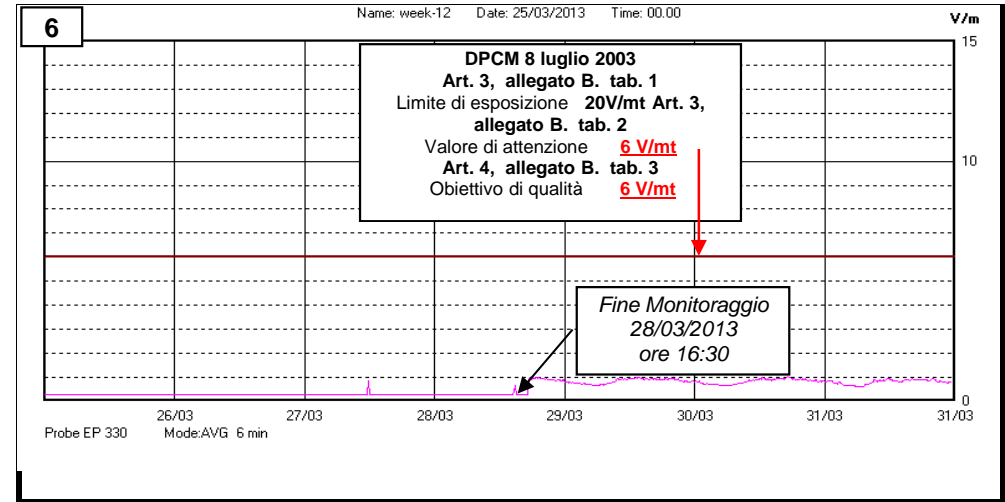 6
Name: week-12 Date: 25/03/2013 Time: 00.00
V/m
15
DPCM 8 luglio 2003
Art. 3, allegato B. tab. 1
Limite di esposizione 20V/mt Art. 3,
allegato B. tab. 2
Valore di attenzione 6 V/mt
Art. 4, allegato B. tab. 3
Obiettivo di qualità 6 V/mt
10
Fine Monitoraggio
28/03/2013
ore 16:30
0
26/03 27/03 28/03 29/03 30/03 31/03 31/03
Probe EP 330 Mode:AVG 6 min